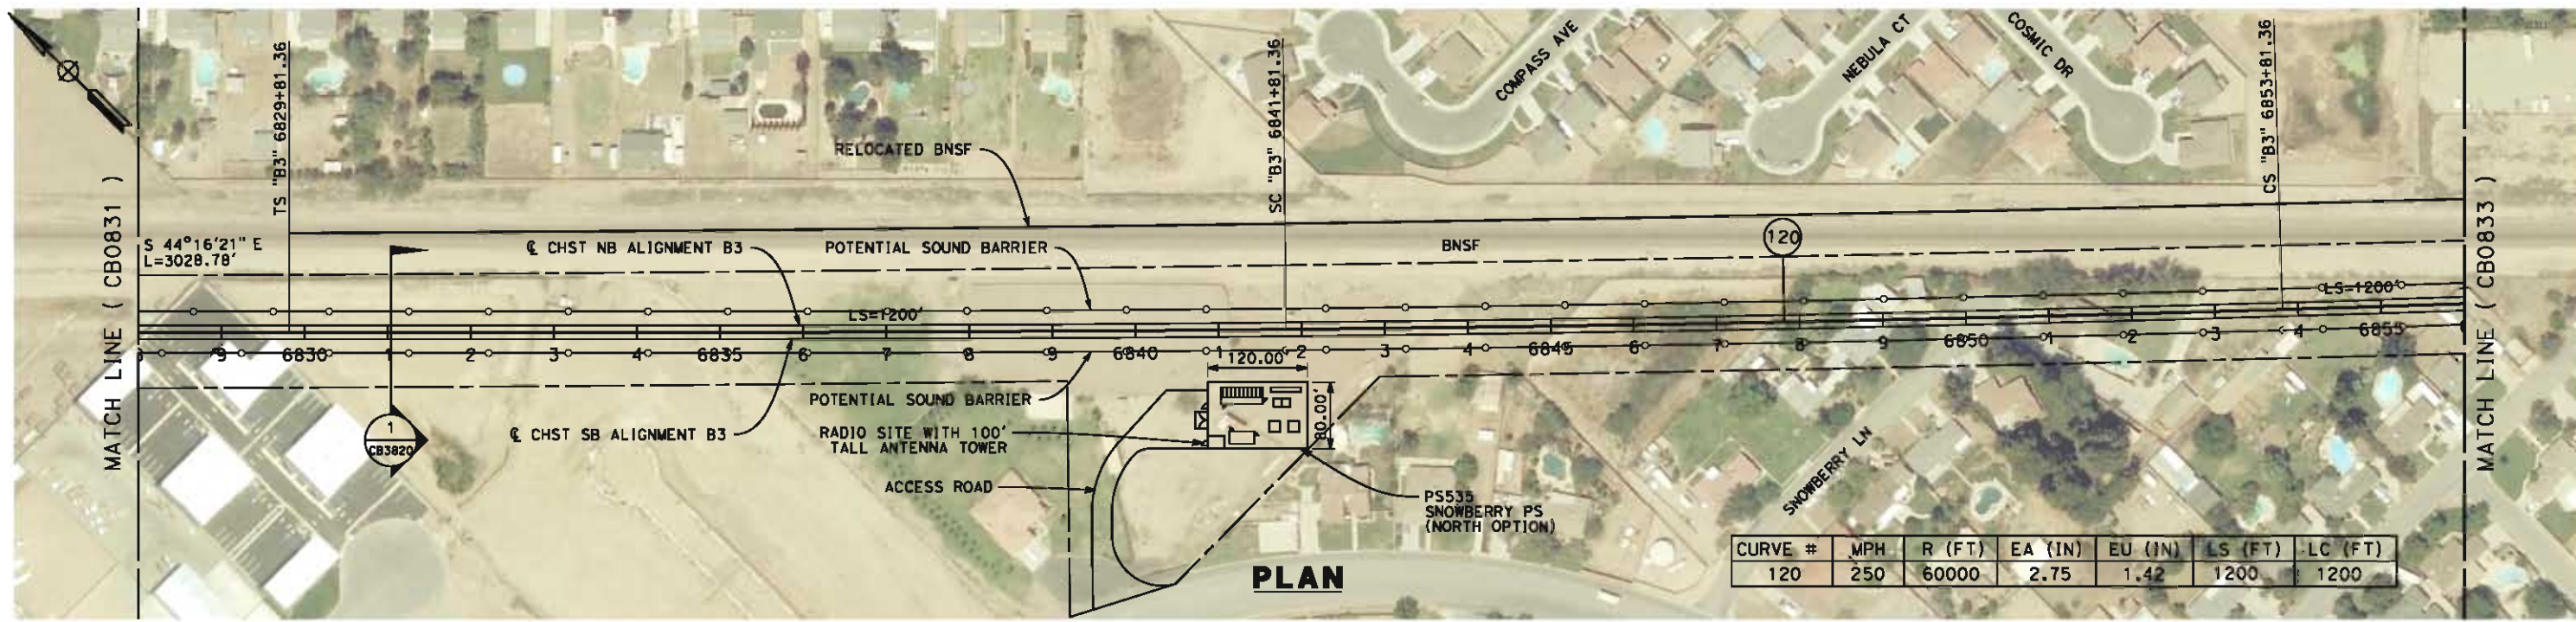 COMPASS AVE
NEBULA CT
COSMIC DR
TS "B3" 6829+81.36
SC "B3" 6841+81.36
CS "B3" 6853+81.36
RELOCATED BNSF
MATCH LINE ( CB0831 )
MATCH LINE ( CB0833 )
S 44°16'21" E
L=3028.78'
℄ CHST NB ALIGNMENT B3
POTENTIAL SOUND BARRIER
BNSF
120
LS=1200'
LS=1200'
9 6830 1 2 3 4 6835 6 7 8 9 6840 1 2 3 4 6845 6 7 8 9 6850 1 2 3 4 6855
120.00'
80.00'
POTENTIAL SOUND BARRIER
℄ CHST SB ALIGNMENT B3
1
CB3820
RADIO SITE WITH 100'
TALL ANTENNA TOWER
ACCESS ROAD
PS535
SNOWBERRY PS
(NORTH OPTION)
SNOWBERRY LN
PLAN
CURVE # MPH R (FT) EA (IN) EU (IN) LS (FT) LC (FT)
120 250 60000 2.75 1.42 1200 1200